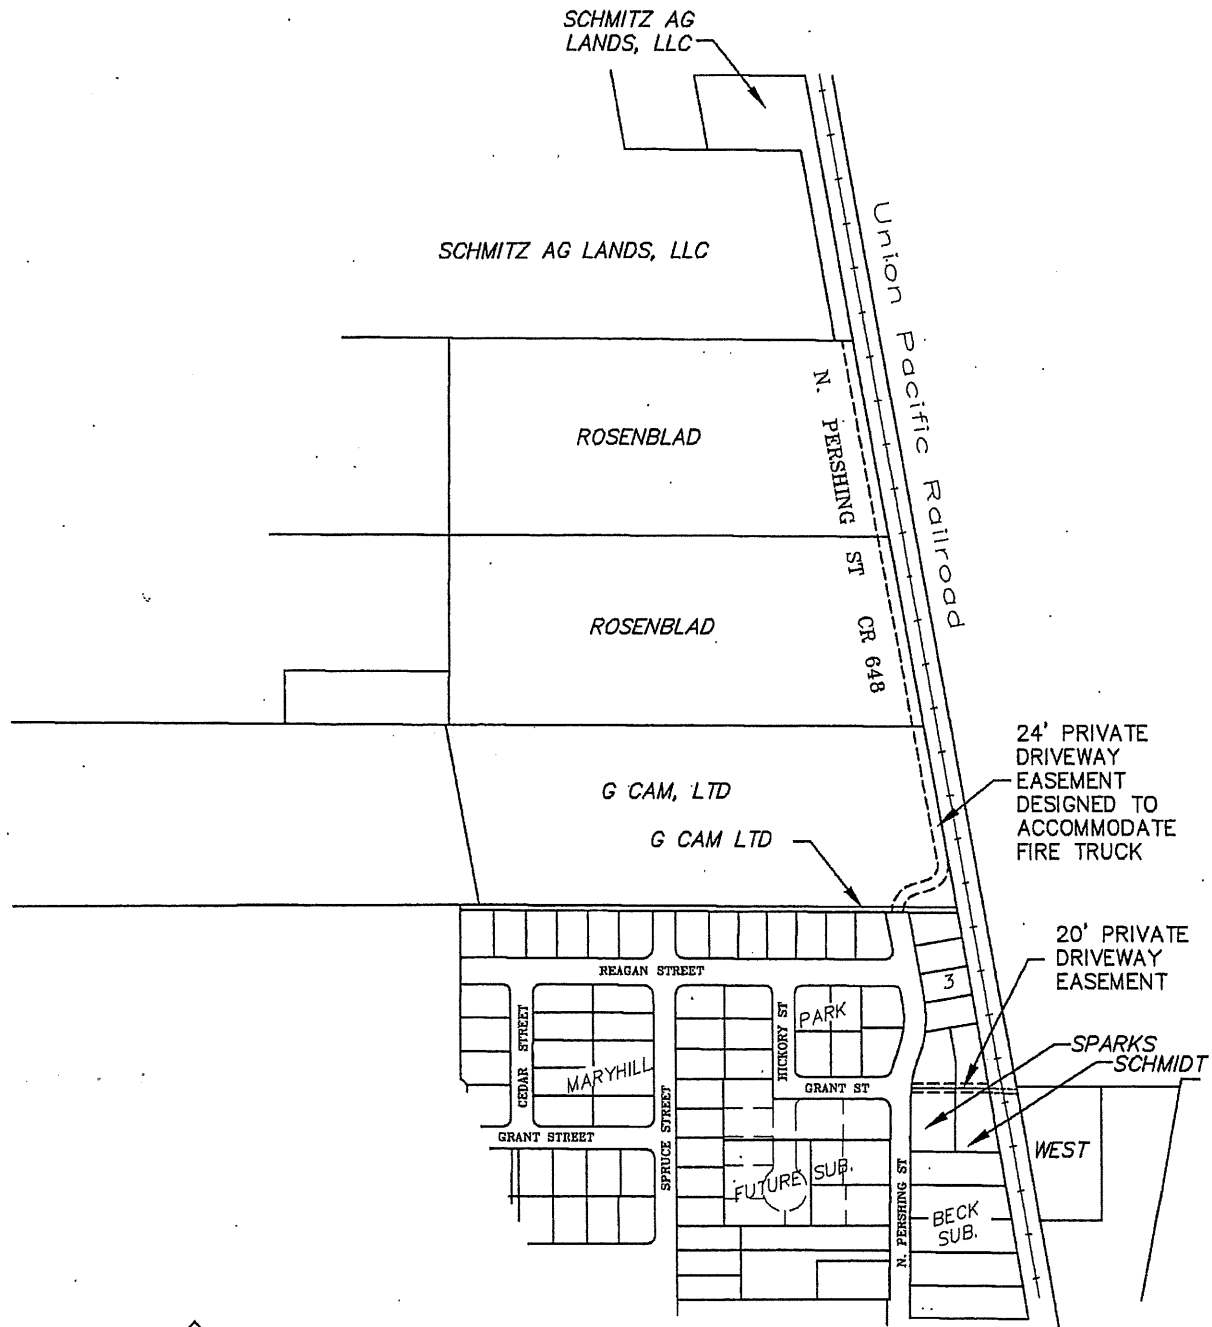 SCHMITZ AG
LANDS, LLC
Union Pacific Railroad
SCHMITZ AG LANDS, LLC
N. PERSHING ST CR 648
ROSENBLAD
ROSENBLAD
24' PRIVATE
DRIVEWAY
EASEMENT
DESIGNED TO
ACCOMMODATE
FIRE TRUCK
G CAM, LTD
G CAM LTD
20' PRIVATE
DRIVEWAY
EASEMENT
REAGAN STREET
3
CEDAR STREET
MARYHILL
SPRUCE STREET
HICKORY ST
PARK
SPARKS
SCHMIDT
GRANT ST
GRANT STREET
WEST
FUTURE SUB.
N. PERSHING ST
BECK
SUB.